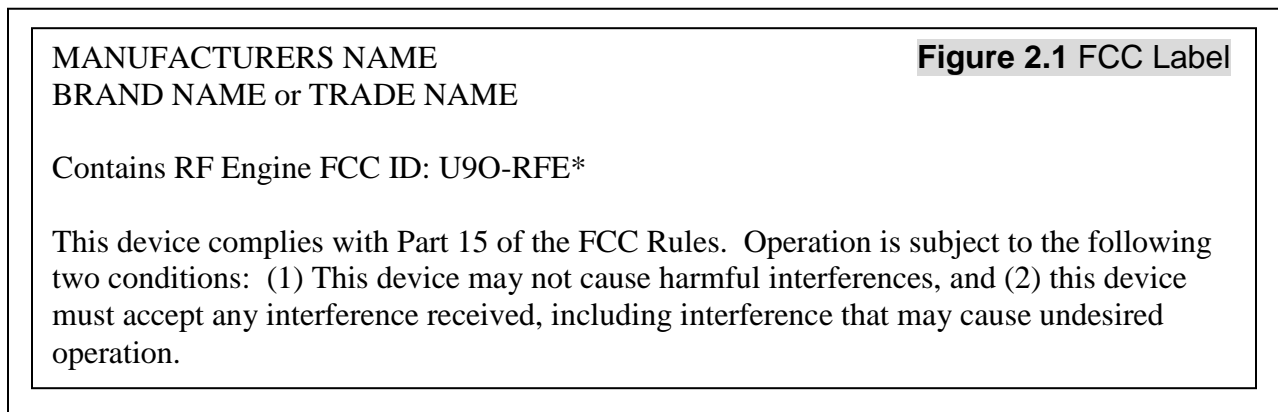 MANUFACTURERS NAME
Figure 2.1 FCC Label
BRAND NAME or TRADE NAME
Contains RF Engine FCC ID: U9O-RFE*
This device complies with Part 15 of the FCC Rules.  Operation is subject to the following
two conditions:  (1) This device may not cause harmful interferences, and (2) this device
must accept any interference received, including interference that may cause undesired
operation.